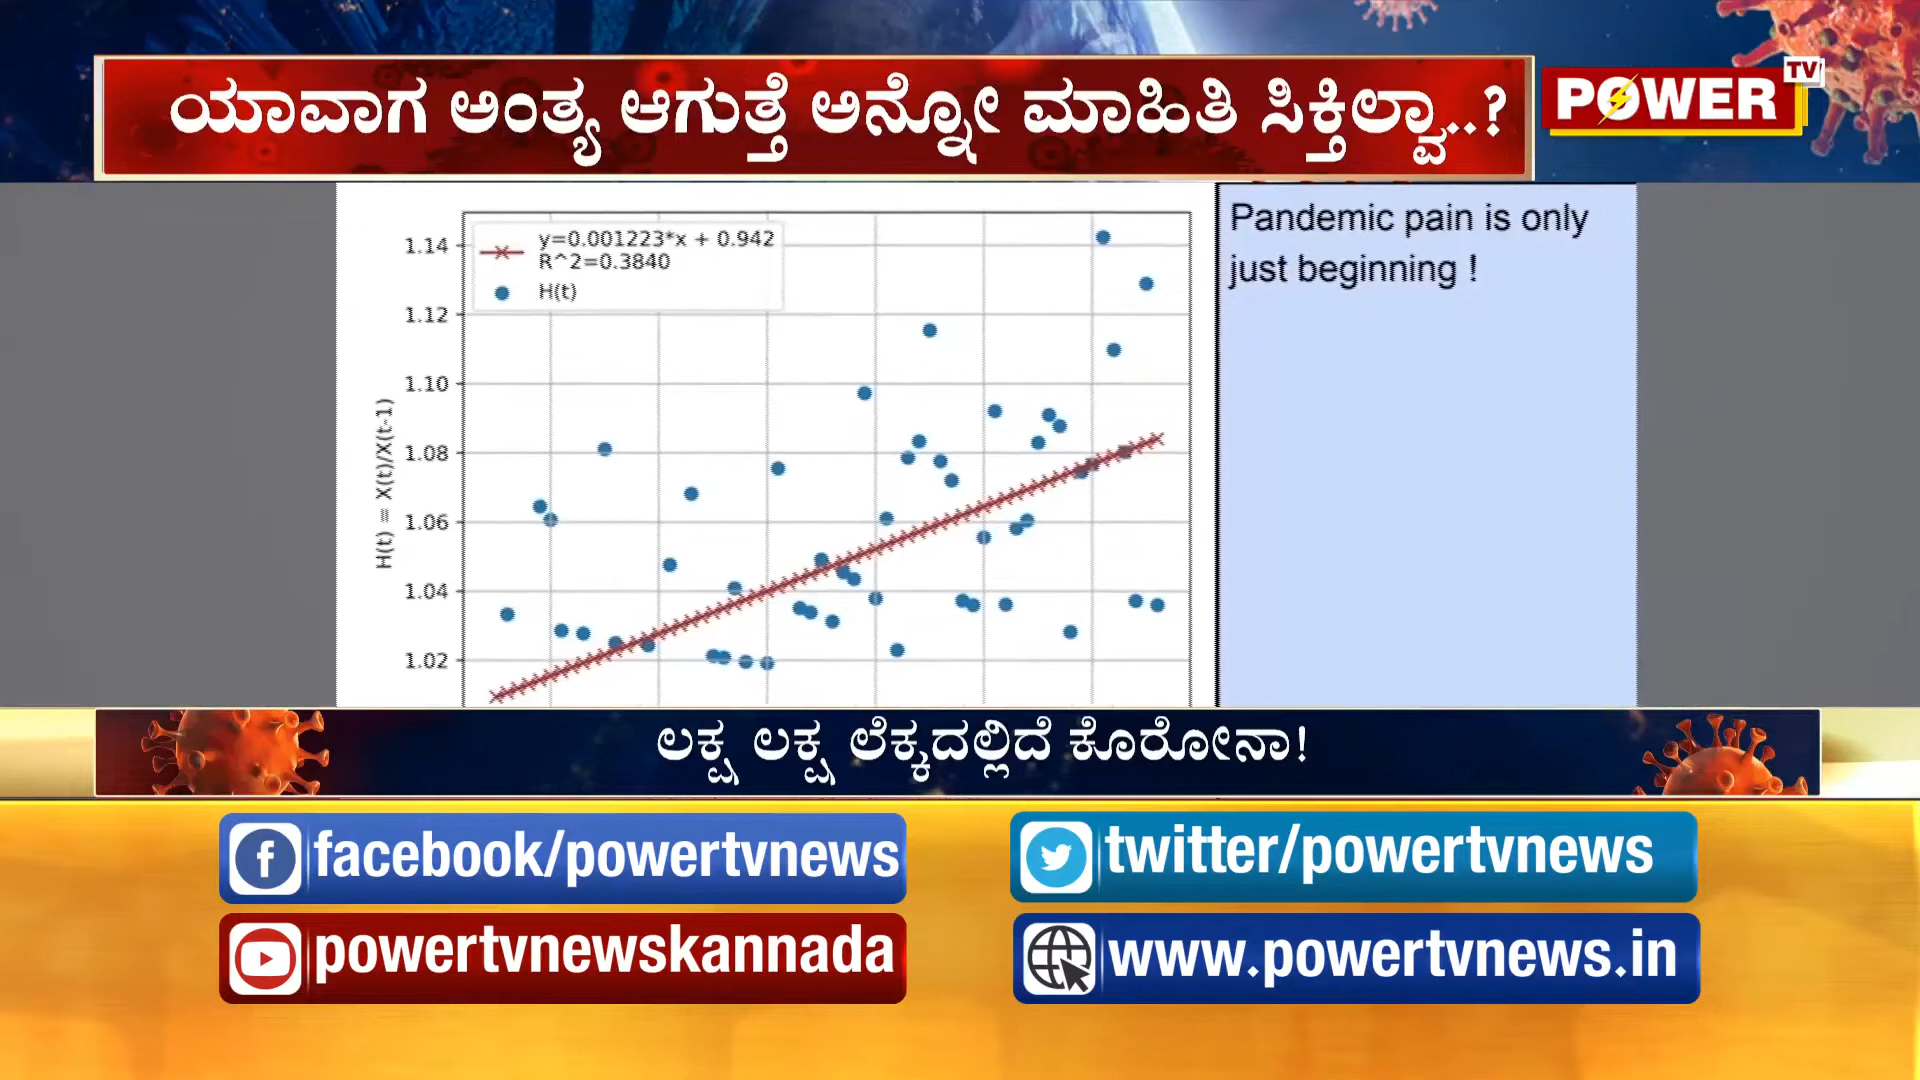 ಯಾವಾಗ ಅಂತ್ಯ ಆಗುತ್ತೆ ಅನ್ನೋ ಮಾಹಿತಿ ಸಿಕ್ತಿಲ್ವಾ..?
POWER TV
y=0.001223*x + 0.942
R^2=0.3840
H(t)
1.14
1.12
1.10
1.08
1.06
1.04
1.02
H(t) = X(t)/X(t-1)
Pandemic pain is only
just beginning !
ಲಕ್ಷ ಲಕ್ಷ ಲೆಕ್ಕದಲ್ಲಿದೆ ಕೊರೋನಾ!
facebook/powertvnews
twitter/powertvnews
powertvnewskannada
www.powertvnews.in